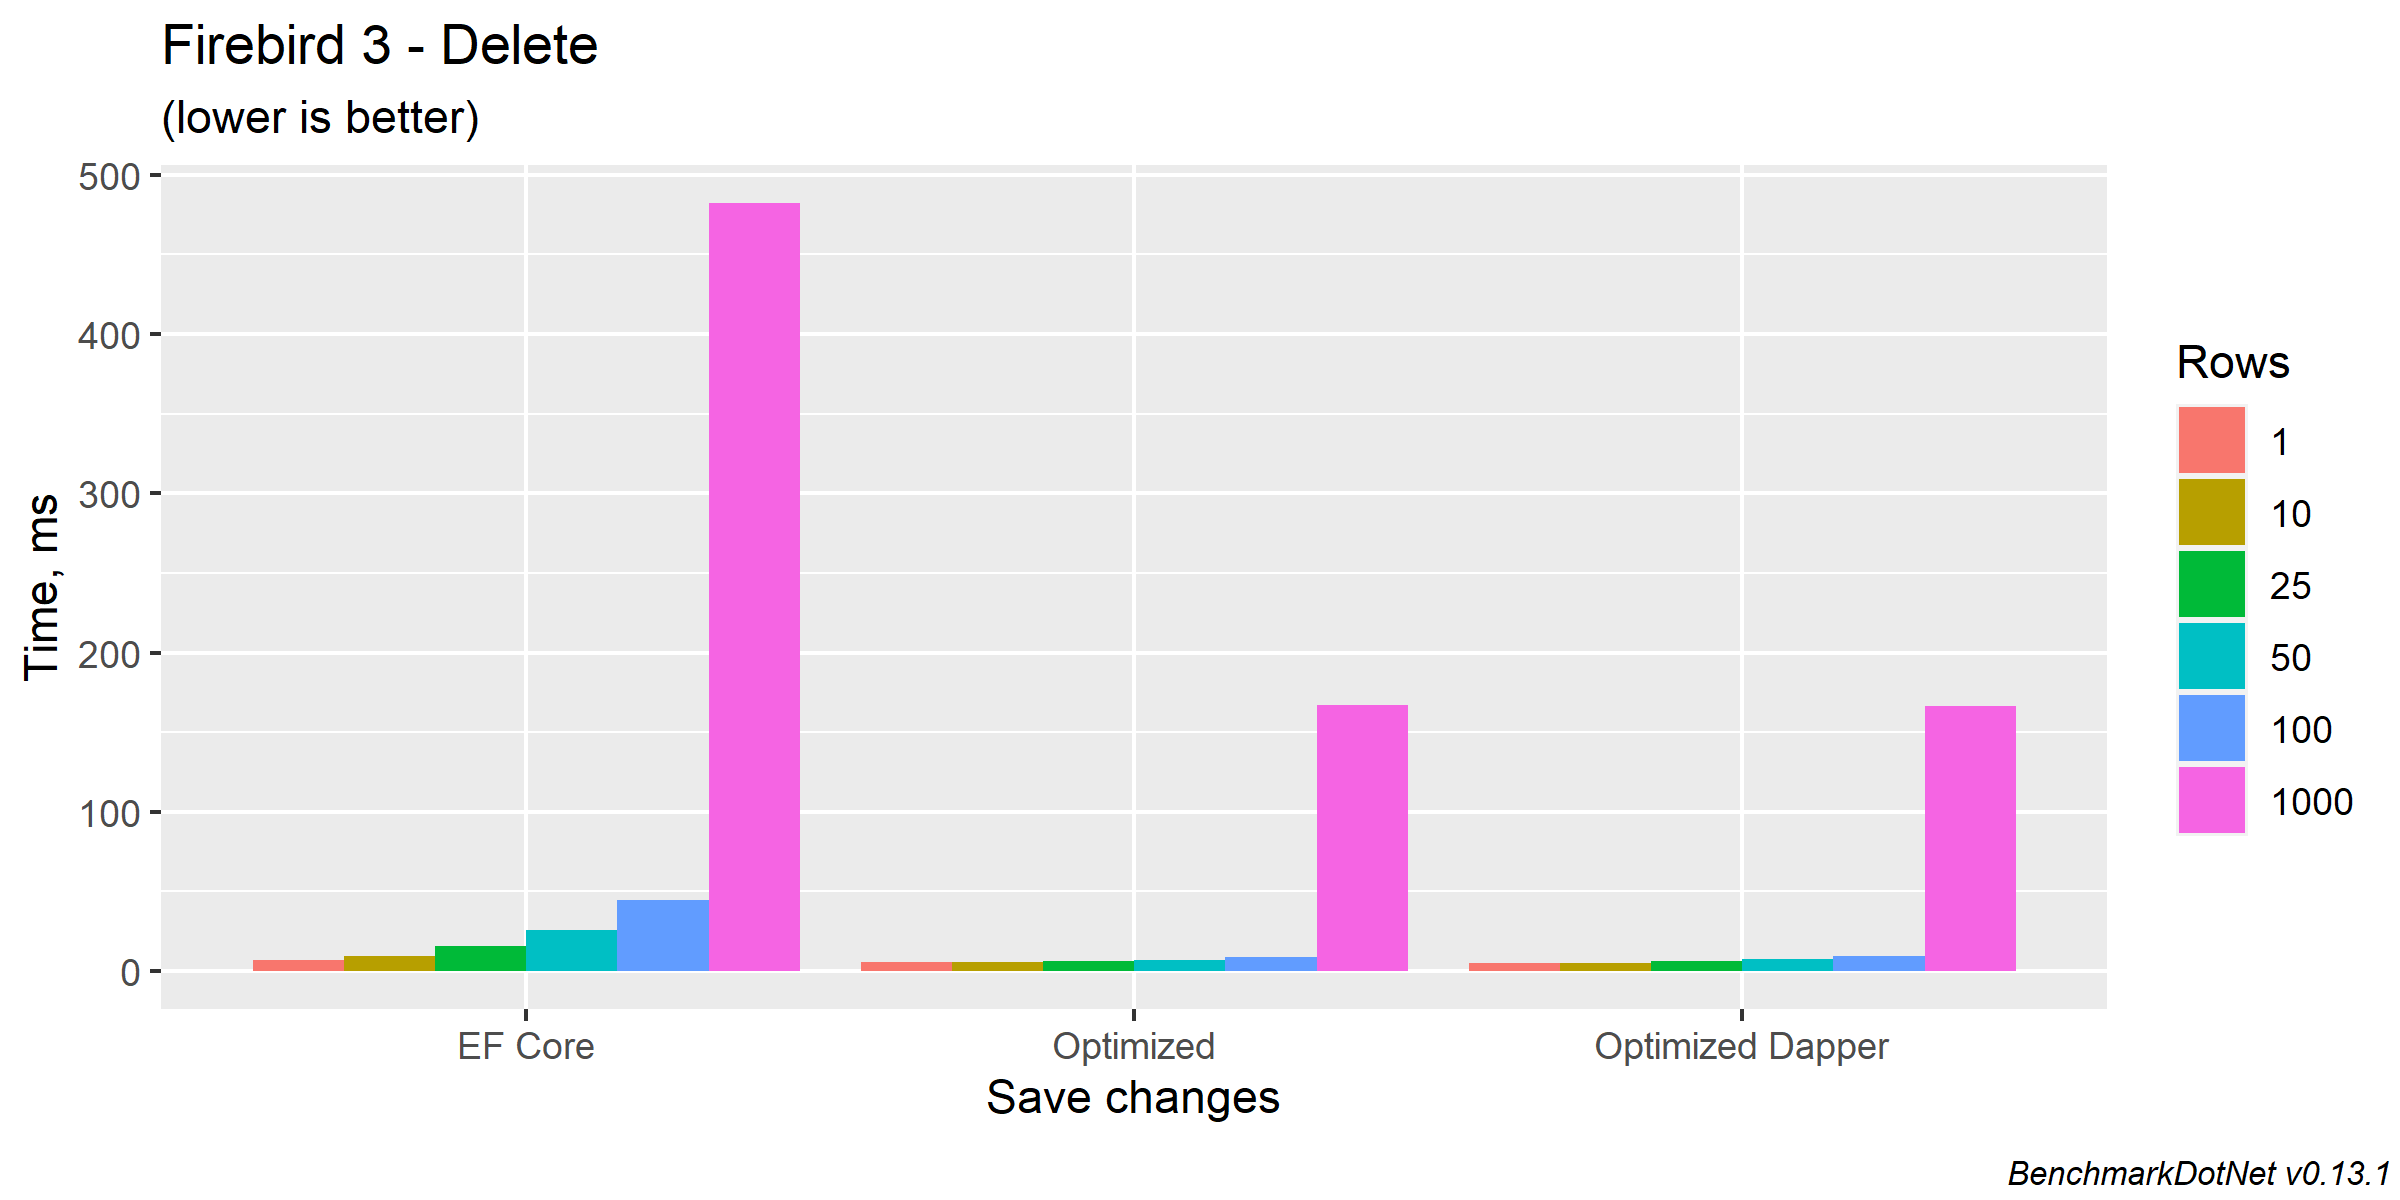 Firebird 3 - Delete
(lower is better)
Time, ms
500
400
300
200
100
0
EF Core
Optimized
Optimized Dapper
Save changes
Rows
1
10
25
50
100
1000
BenchmarkDotNet v0.13.1